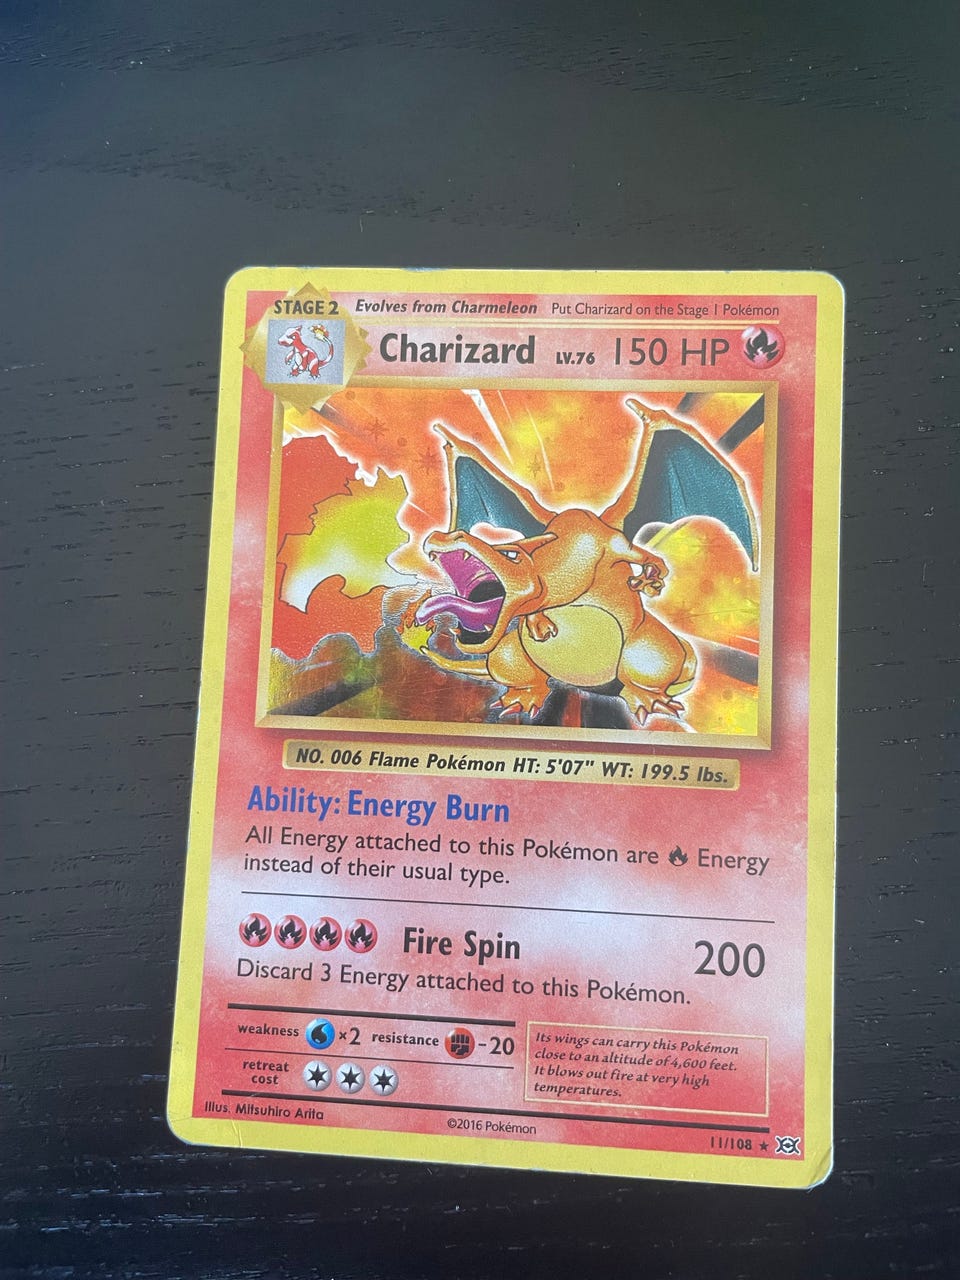 STAGE 2 Evolves from Charmeleon Put Charizard on the Stage 1 Pokémon
Charizard LV.76 150 HP
NO. 006 Flame Pokémon HT: 5'07" WT: 199.5 lbs.
Ability: Energy Burn
All Energy attached to this Pokémon are Energy
instead of their usual type.
Fire Spin 200
Discard 3 Energy attached to this Pokémon.
weakness ×2 resistance -20
retreat
cost
Its wings can carry this Pokémon
close to an altitude of 4,600 feet.
It blows out fire at very high
temperatures.
Illus. Mitsuhiro Arita
©2016 Pokémon
11/108